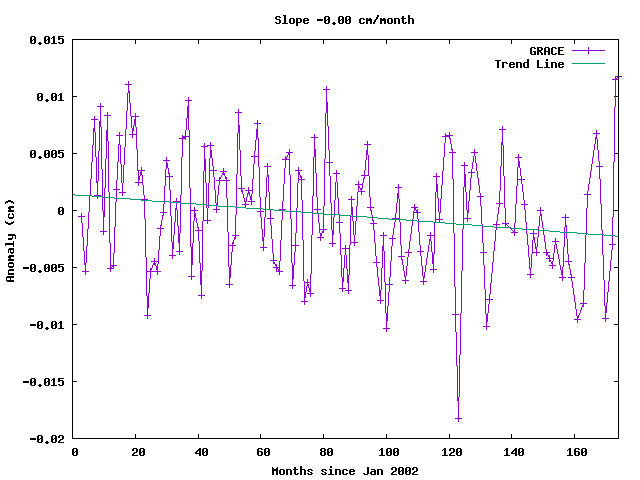 Slope -0.00 cm/month
0.015
GRACE
Trend Line
0.01
0.005
0
-0.005
-0.01
-0.015
-0.02
Anomaly (cm)
0 20 40 60 80 100 120 140 160
Months since Jan 2002